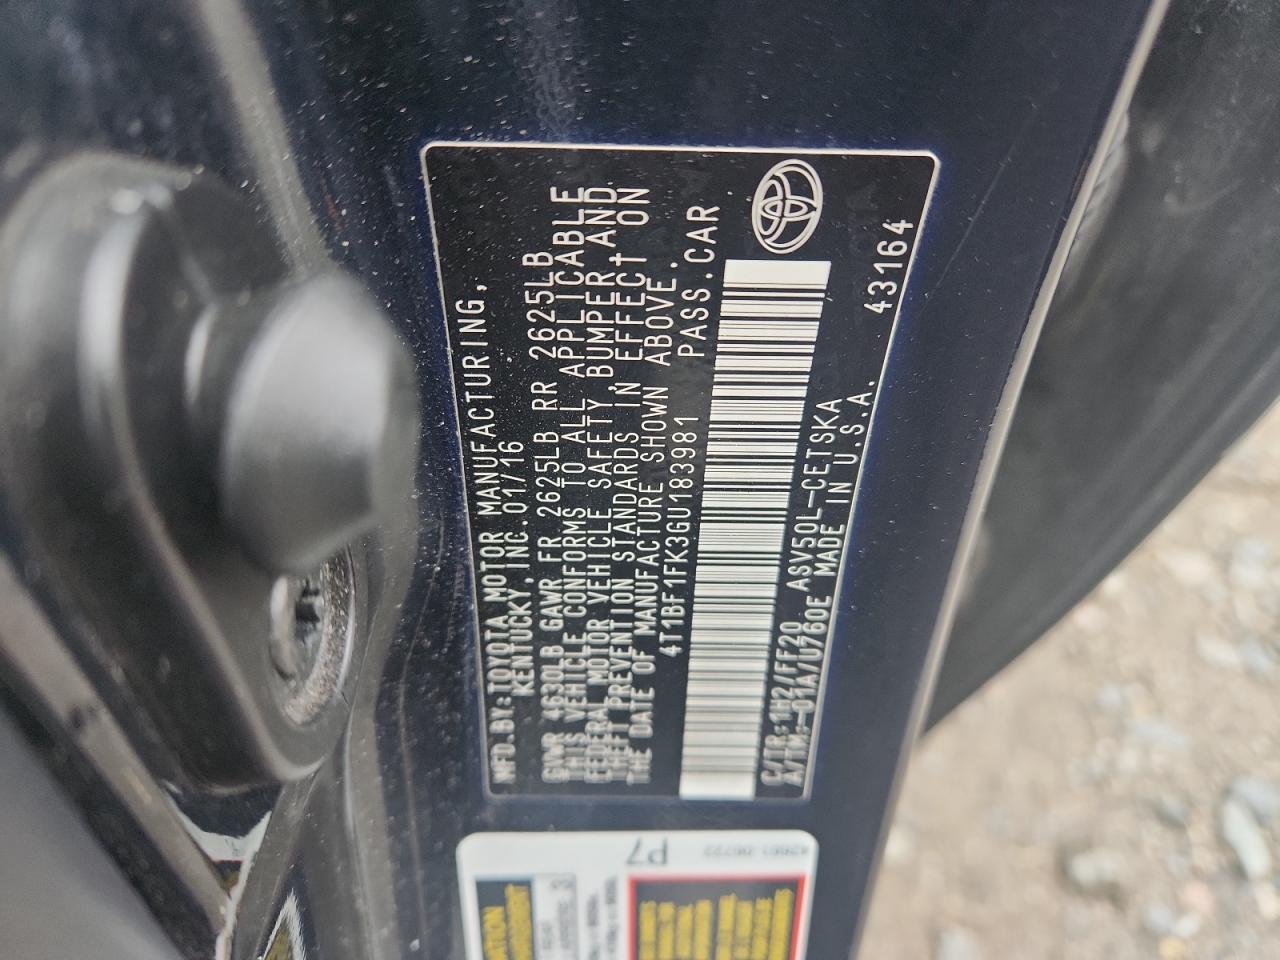 MFD.BY:TOYOTA MOTOR MANUFACTURING,
KENTUCKY,INC.01/16
GVWR 4630LB GAWR FR 2625LB RR 2625LB
THIS VEHICLE CONFORMS TO ALL APPLICABLE
FEDERAL MOTOR VEHICLE SAFETY,BUMPER,AND
THEFT PREVENTION STANDARDS IN EFFECT ON
THE DATE OF MANUFACTURE SHOWN ABOVE.
4T1BF1FK3GU183981 PASS.CAR
C/TR:1H2/FF20 ASV50L-CETSKA
A/TM:-01A/U760E MADE IN U.S.A.
43164
P7